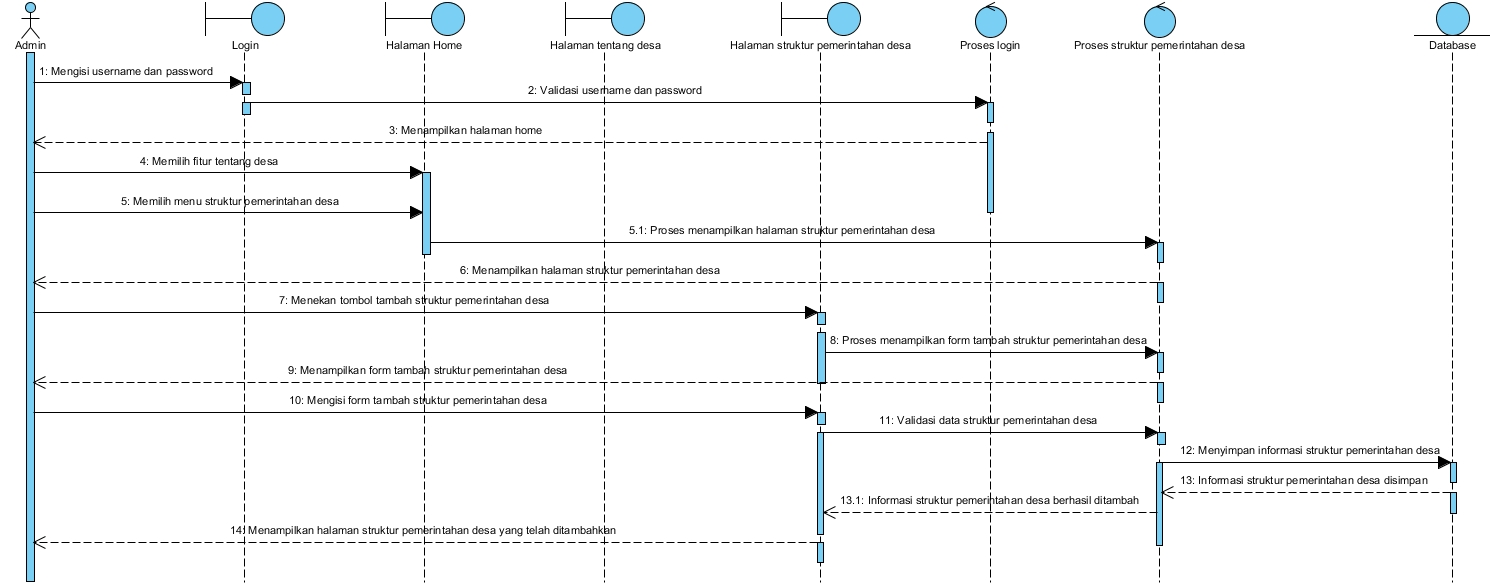 Admin
Login
Halaman Home
Halaman tentang desa
Halaman struktur pemerintahan desa
Proses login
Proses struktur pemerintahan desa
Database
1: Mengisi username dan password
2: Validasi username dan password
3: Menampilkan halaman home
4: Memilih fitur tentang desa
5: Memilih menu struktur pemerintahan desa
5.1: Proses menampilkan halaman struktur pemerintahan desa
6: Menampilkan halaman struktur pemerintahan desa
7: Menekan tombol tambah struktur pemerintahan desa
8: Proses menampilkan form tambah struktur pemerintahan desa
9: Menampilkan form tambah struktur pemerintahan desa
10: Mengisi form tambah struktur pemerintahan desa
11: Validasi data struktur pemerintahan desa
12: Menyimpan informasi struktur pemerintahan desa
13: Informasi struktur pemerintahan desa disimpan
13.1: Informasi struktur pemerintahan desa berhasil ditambah
14: Menampilkan halaman struktur pemerintahan desa yang telah ditambahkan